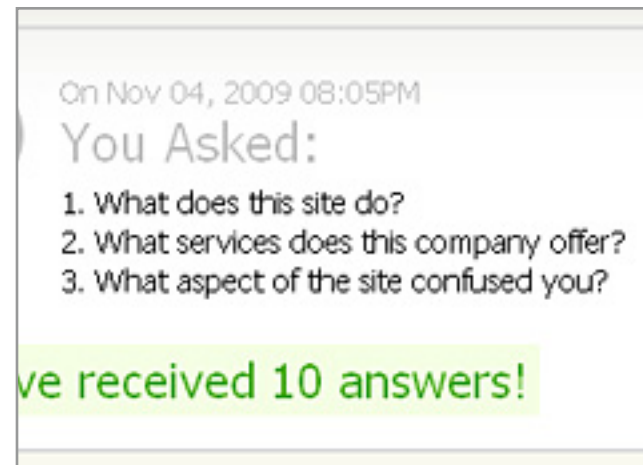 On Nov 04, 2009 08:05PM
You Asked:
1. What does this site do?
2. What services does this company offer?
3. What aspect of the site confused you?
ve received 10 answers!